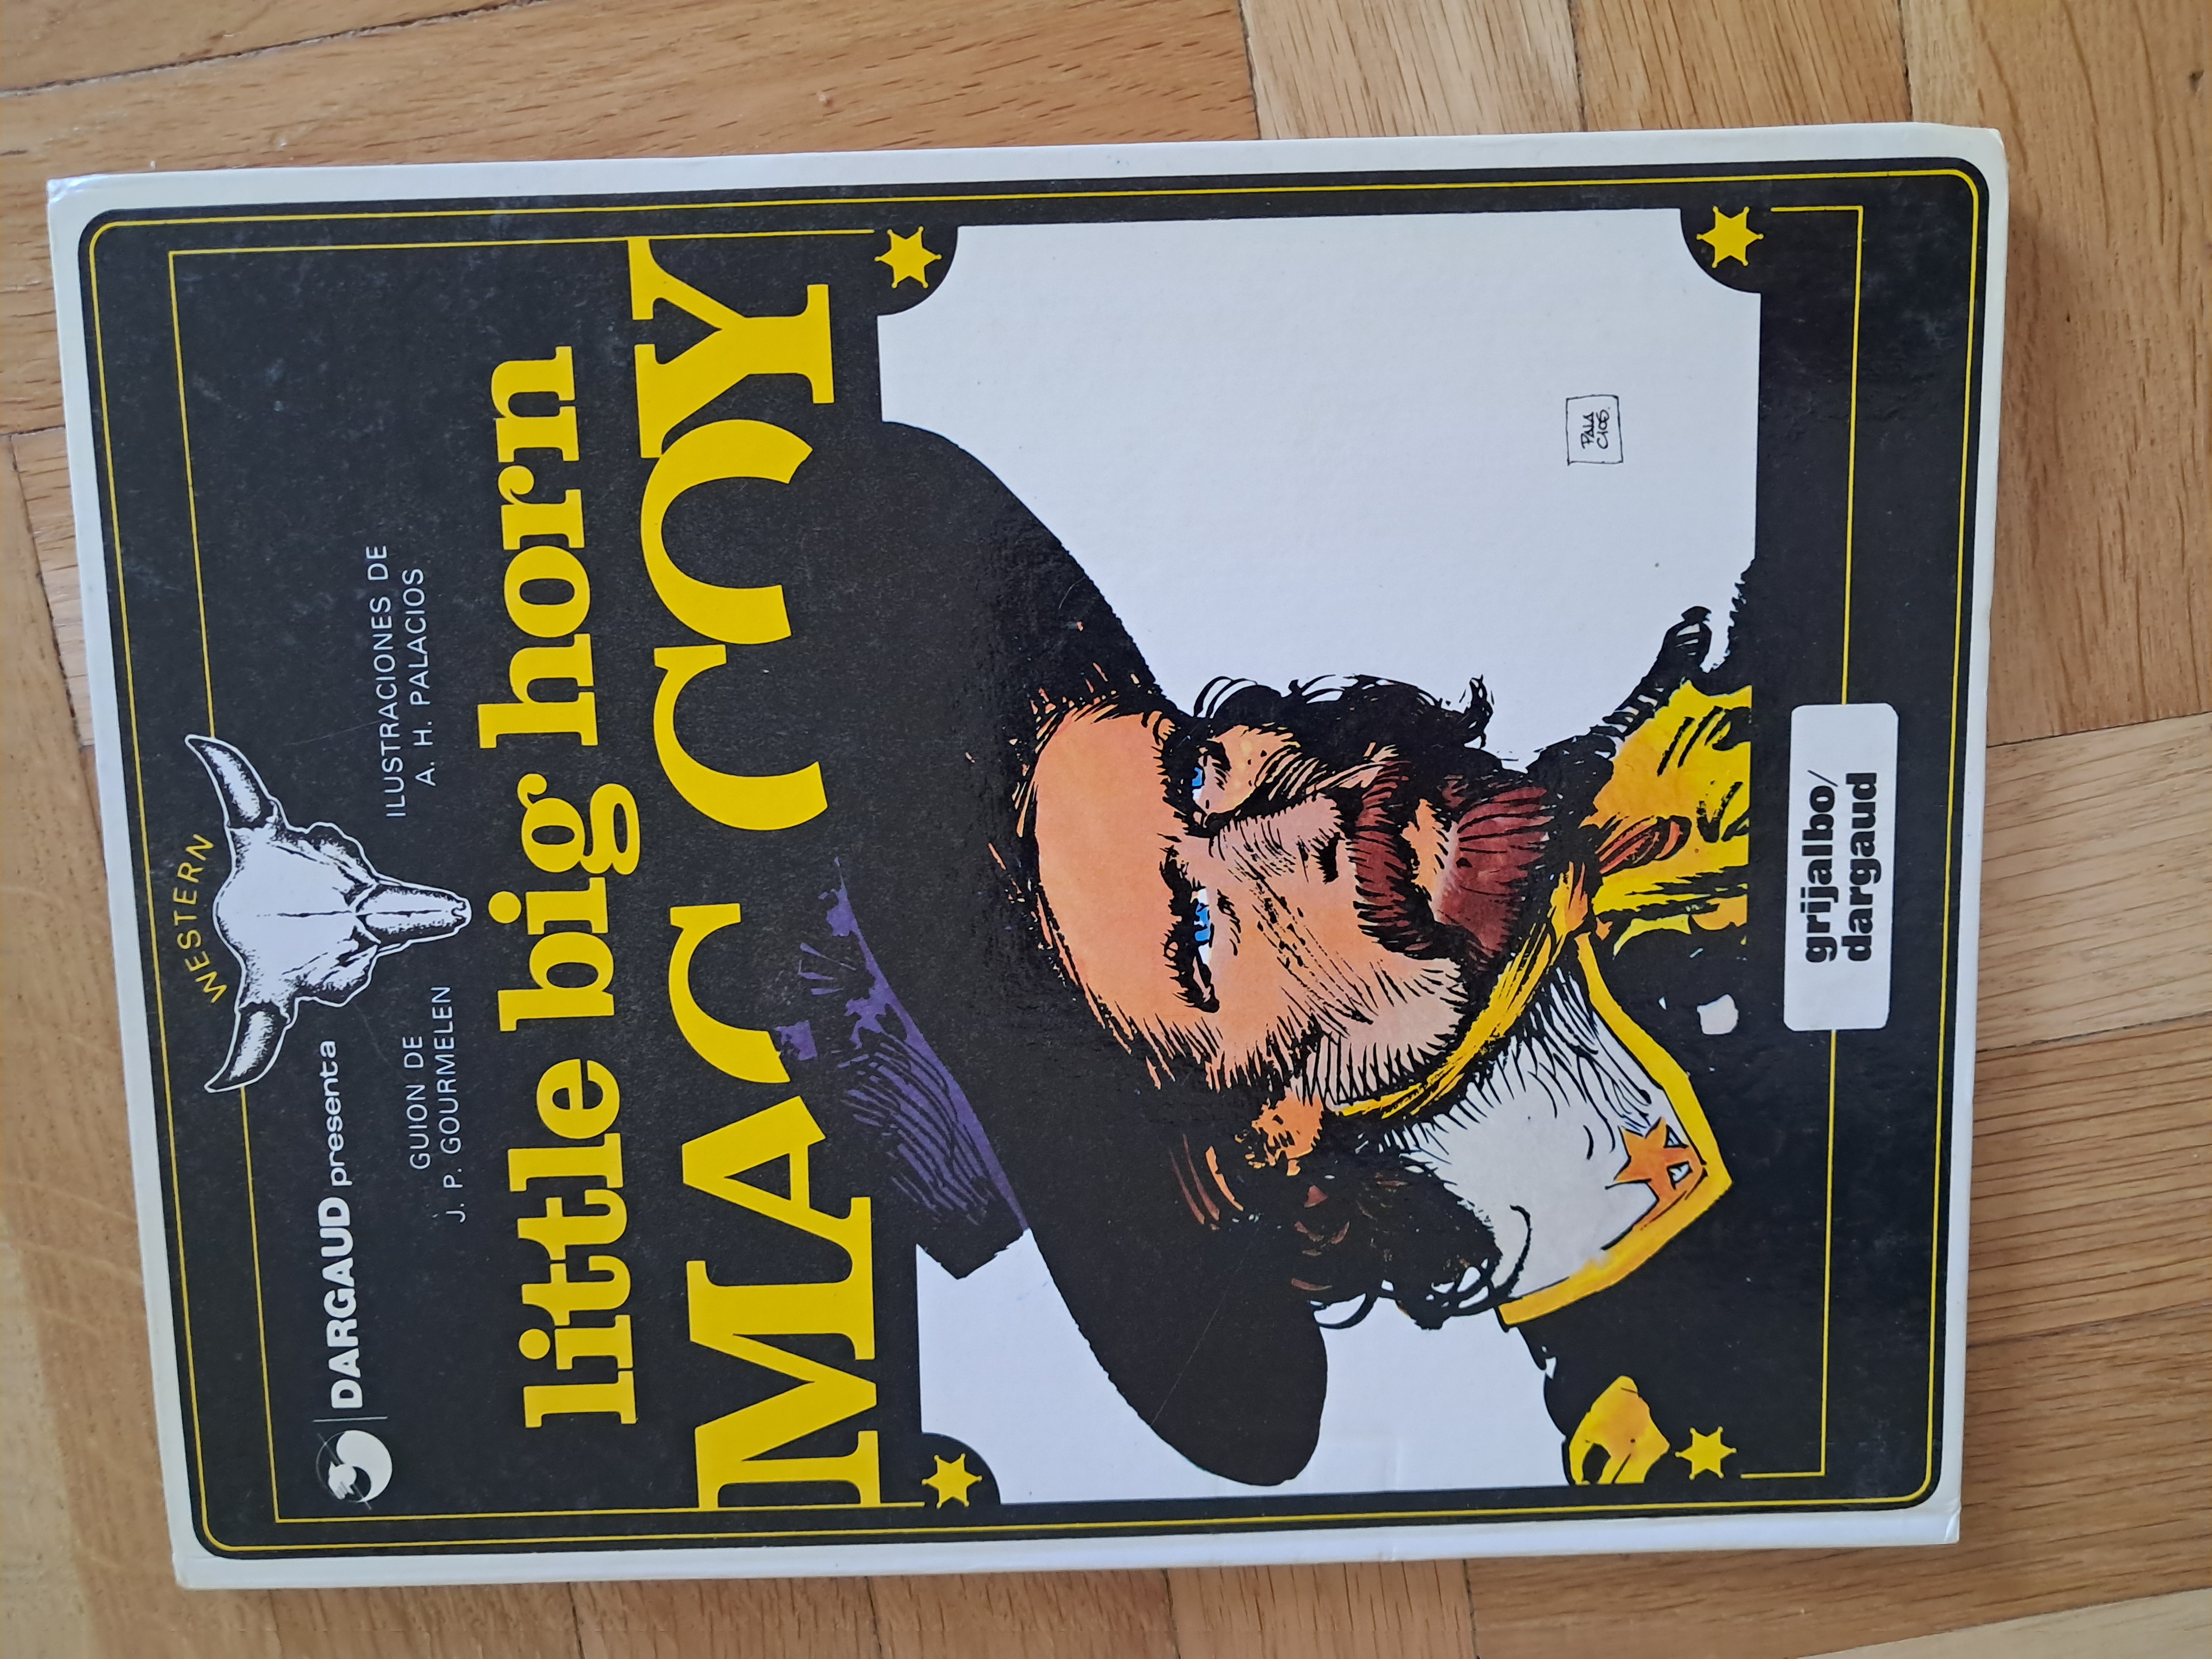 WESTERN
DARGAUD presenta
GUION DE
J. P. GOURMELEN
ILUSTRACIONES DE
A. H. PALACIOS
little big horn
MAC COY
PALA
CIOS.
grijalbo/
dargaud